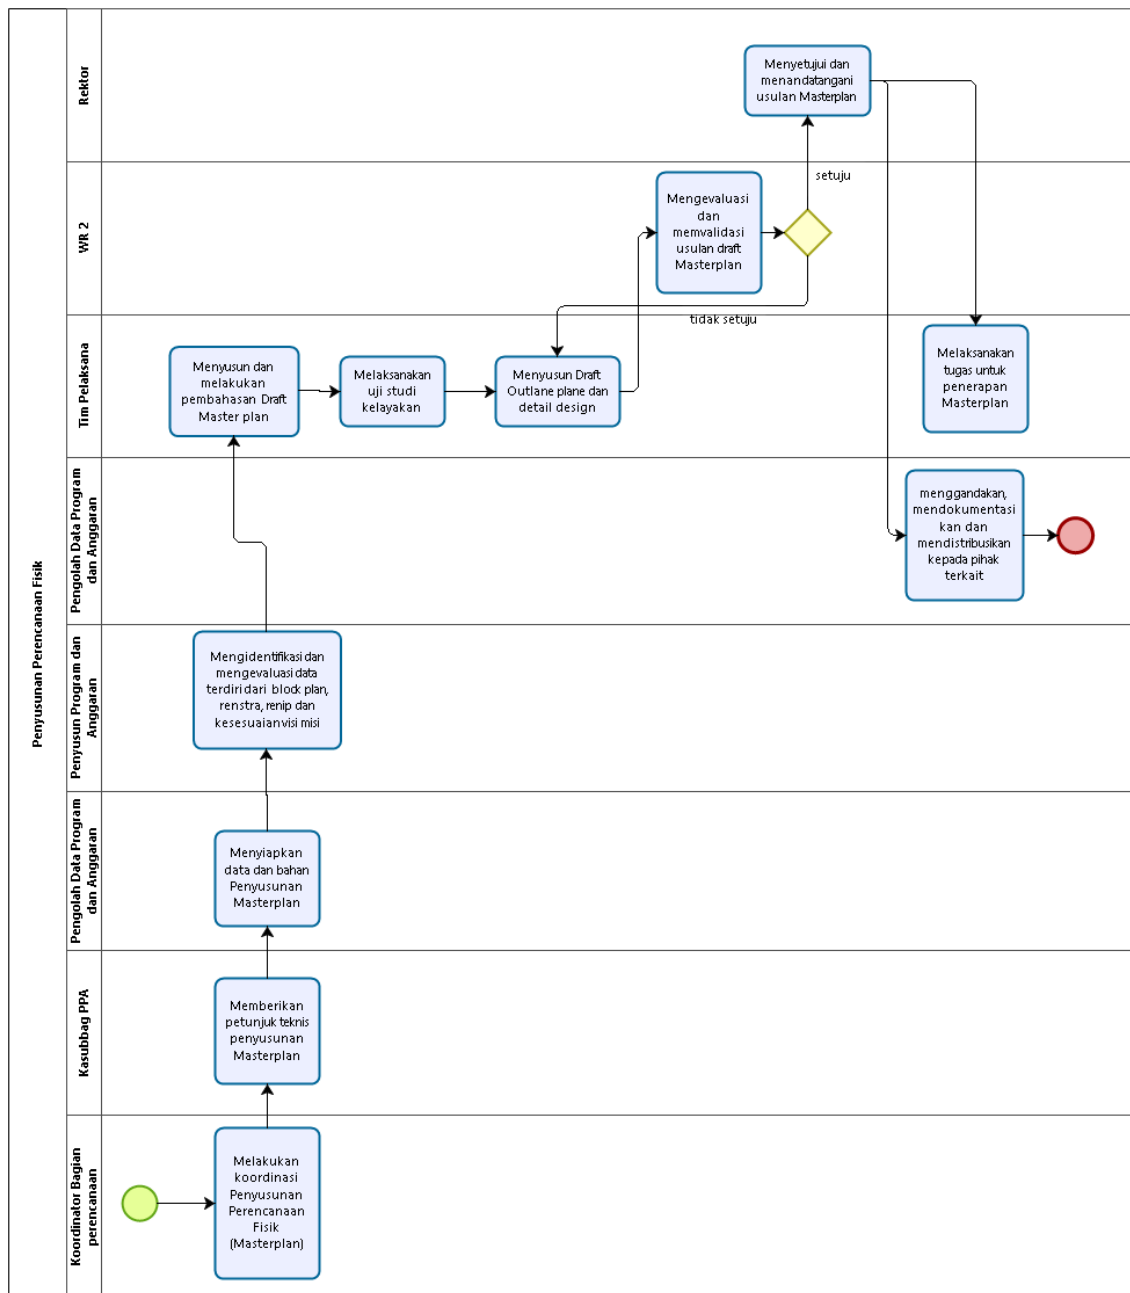 Penyusunan Perencanaan Fisik
Rektor
Menyetujui dan
menandatangani
usulan Masterplan
WR 2
Mengevaluasi
dan
memvalidasi
usulan draft
Masterplan
setuju
tidak setuju
Tim Pelaksana
Menyusun dan
melakukan
pembahasan Draft
Master plan
Melaksanakan
uji studi
kelayakan
Menyusun Draft
Outlane plane dan
detail design
Melaksanakan
tugas untuk
penerapan
Masterplan
Pengolah Data Program
dan Anggaran
menggandakan,
mendokumentasi
kan dan
mendistribusikan
kepada pihak
terkait
Penyusun Program dan
Anggaran
Mengidentifikasi dan
mengevaluasi data
terdiri dari block plan,
renstra, renip dan
kesesuaian visi misi
Pengolah Data Program
dan Anggaran
Menyiapkan
data dan bahan
Penyusunan
Masterplan
Kasubbag PPA
Memberikan
petunjuk teknis
penyusunan
Masterplan
Koordinator Bagian
perencanaan
Melakukan
koordinasi
Penyusunan
Perencanaan
Fisik
(Masterplan)